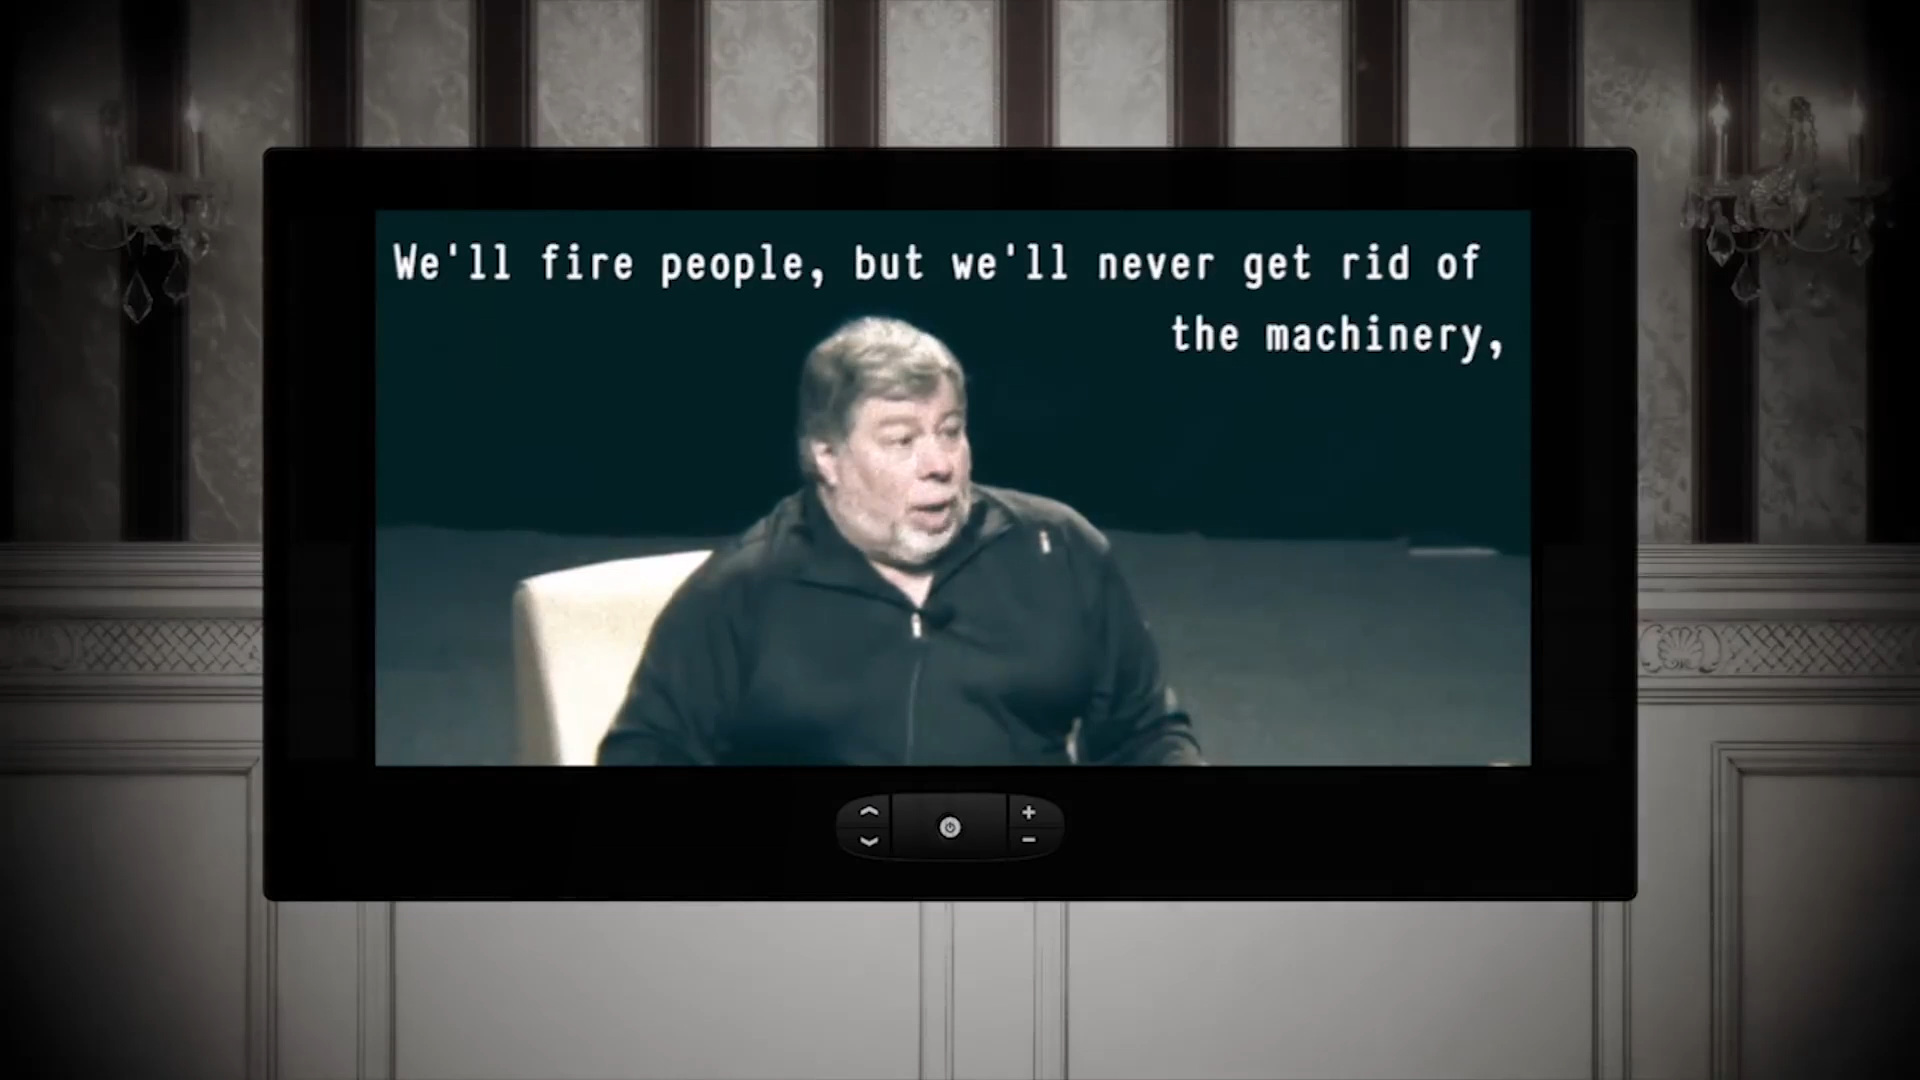 We'll fire people, but we'll never get rid of
the machinery,